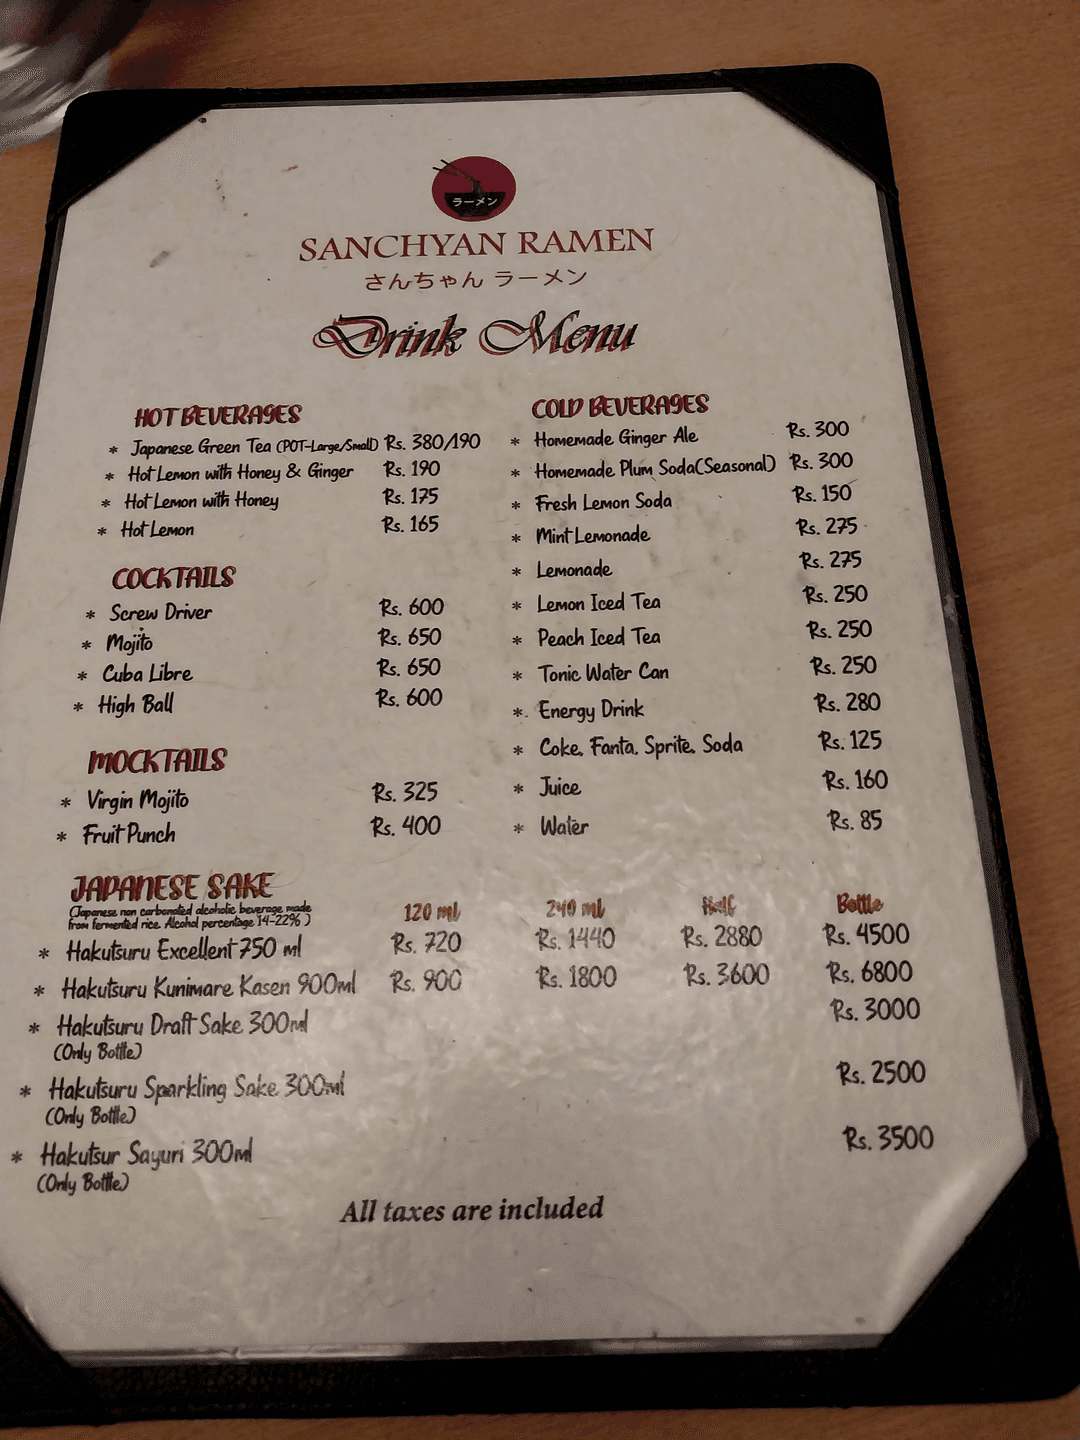 ラーメン
SANCHYAN RAMEN
さんちゃん ラーメン
Drink Menu
HOT BEVERAGES
* Japanese Green Tea (POT-Large/Small) Rs. 380/190
* Hot Lemon with Honey & Ginger Rs. 190
* Hot Lemon with Honey Rs. 175
* Hot Lemon Rs. 165
COCKTAILS
* Screw Driver Rs. 600
* Mojito Rs. 650
* Cuba Libre Rs. 650
* High Ball Rs. 600
MOCKTAILS
* Virgin Mojito Rs. 325
* Fruit Punch Rs. 400
COLD BEVERAGES
* Homemade Ginger Ale Rs. 300
* Homemade Plum Soda(Seasonal) Rs. 300
* Fresh Lemon Soda Rs. 150
* Mint Lemonade Rs. 275
* Lemonade Rs. 275
* Lemon Iced Tea Rs. 250
* Peach Iced Tea Rs. 250
* Tonic Water Can Rs. 250
* Energy Drink Rs. 280
* Coke, Fanta, Sprite, Soda Rs. 125
* Juice Rs. 160
* Water Rs. 85
JAPANESE SAKE
(Japanese non carbonated alcoholic beverage made
from fermented rice. Alcohol percentage 14-22% )
120 ml 240 ml Half Bottle
* Hakutsuru Excellent 750 ml Rs. 720 Rs. 1440 Rs. 2880 Rs. 4500
* Hakutsuru Kunimare Kasen 900ml Rs. 900 Rs. 1800 Rs. 3600 Rs. 6800
* Hakutsuru Draft Sake 300ml Rs. 3000
(Only Bottle)
* Hakutsuru Sparkling Sake 300ml Rs. 2500
(Only Bottle)
* Hakutsur Sayuri 300ml Rs. 3500
(Only Bottle)
All taxes are included